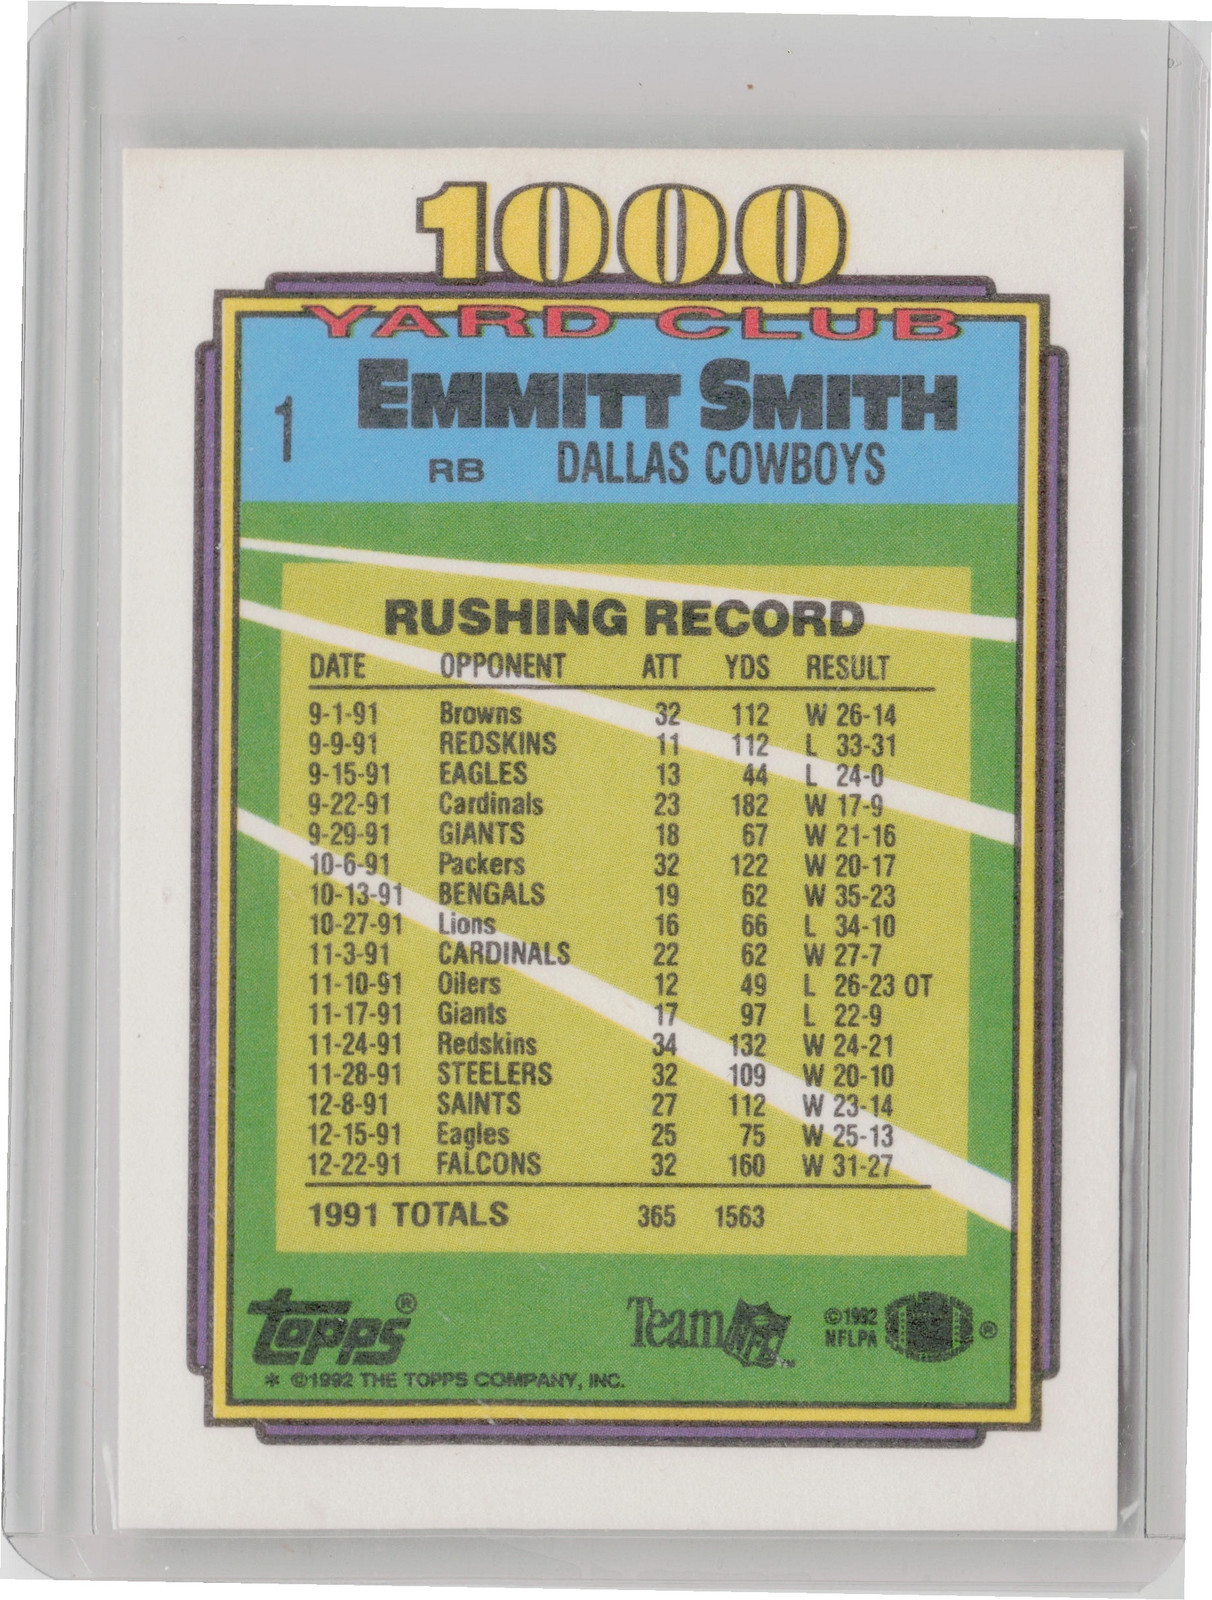 1000
YARD CLUB
1 EMMITT SMITH
RB DALLAS COWBOYS
RUSHING RECORD
DATE OPPONENT ATT YDS RESULT
9-1-91 Browns 32 112 W 26-14
9-9-91 REDSKINS 11 112 L 33-31
9-15-91 EAGLES 13 44 L 24-0
9-22-91 Cardinals 23 182 W 17-9
9-29-91 GIANTS 18 67 W 21-16
10-6-91 Packers 32 122 W 20-17
10-13-91 BENGALS 19 62 W 35-23
10-27-91 Lions 16 66 L 34-10
11-3-91 CARDINALS 22 62 W 27-7
11-10-91 Oilers 12 49 L 26-23 OT
11-17-91 Giants 17 97 L 22-9
11-24-91 Redskins 34 132 W 24-21
11-28-91 STEELERS 32 109 W 20-10
12-8-91 SAINTS 27 112 W 23-14
12-15-91 Eagles 25 75 W 25-13
12-22-91 FALCONS 32 160 W 31-27
1991 TOTALS 365 1563
topps® Team NFL™ ©1992 NFLPA ®
* ©1992 THE TOPPS COMPANY, INC.